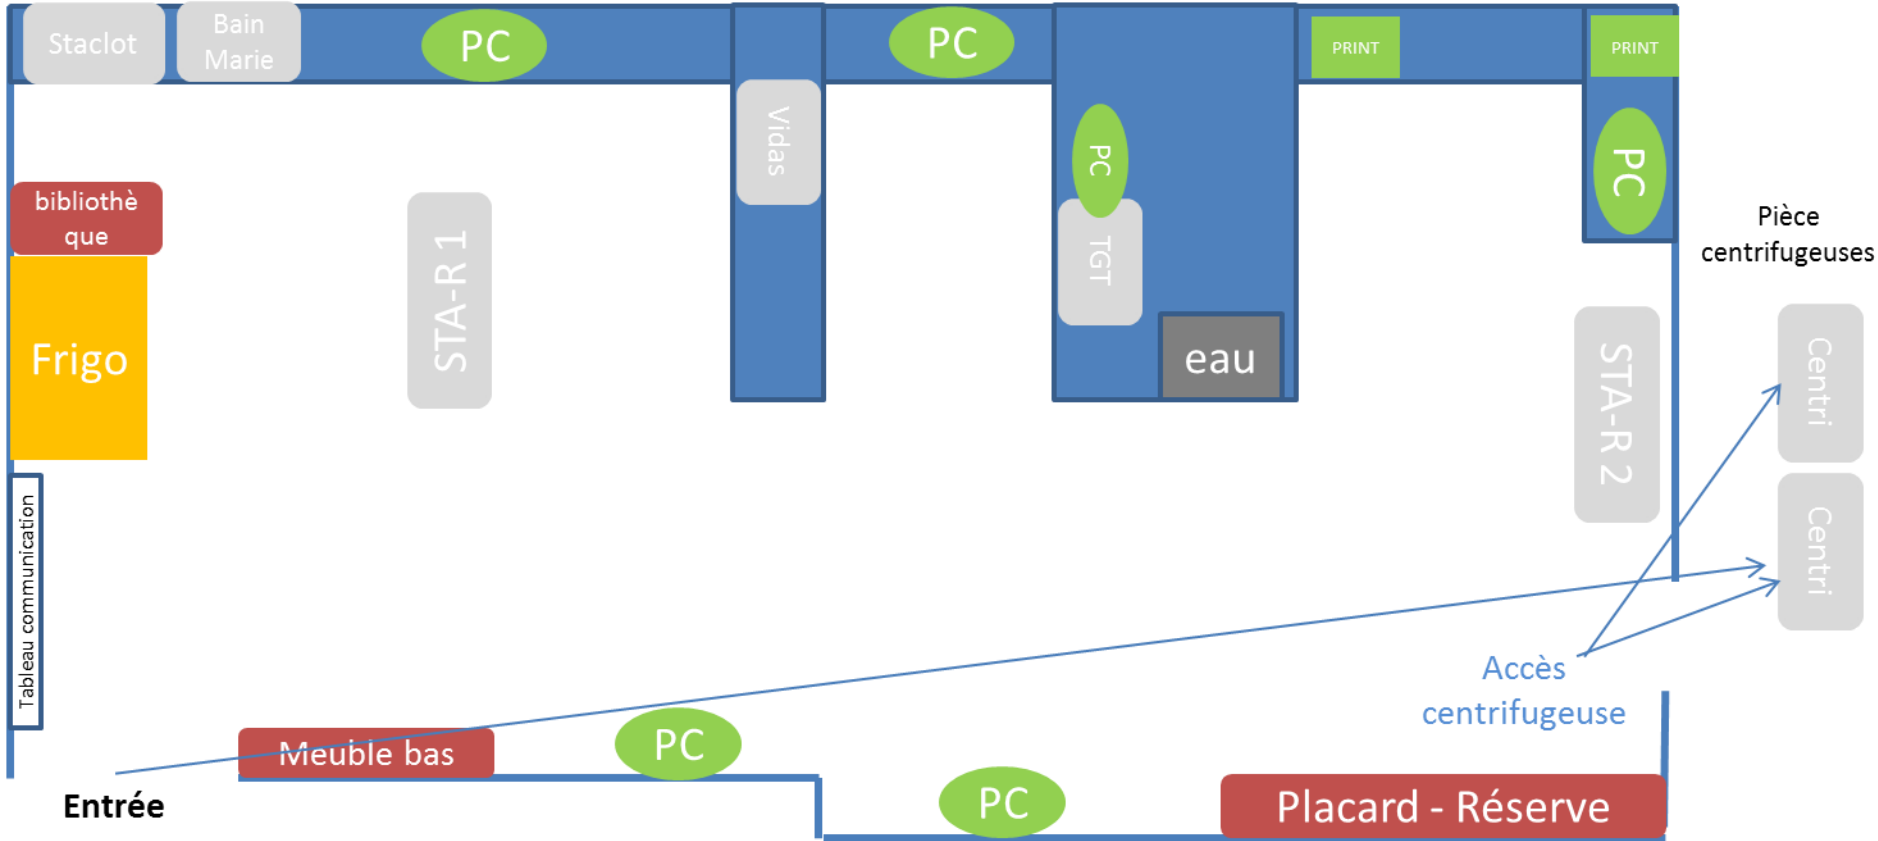 Staclot
Bain
Marie
PC
PC
PRINT
PRINT
Vidas
PC
PC
bibliothè
que
STA-R 1
TGT
Pièce
centrifugeuses
Frigo
eau
STA-R 2
Centri
Centri
Tableau communication
Accès
centrifugeuse
Meuble bas
PC
Entrée
PC
Placard - Réserve